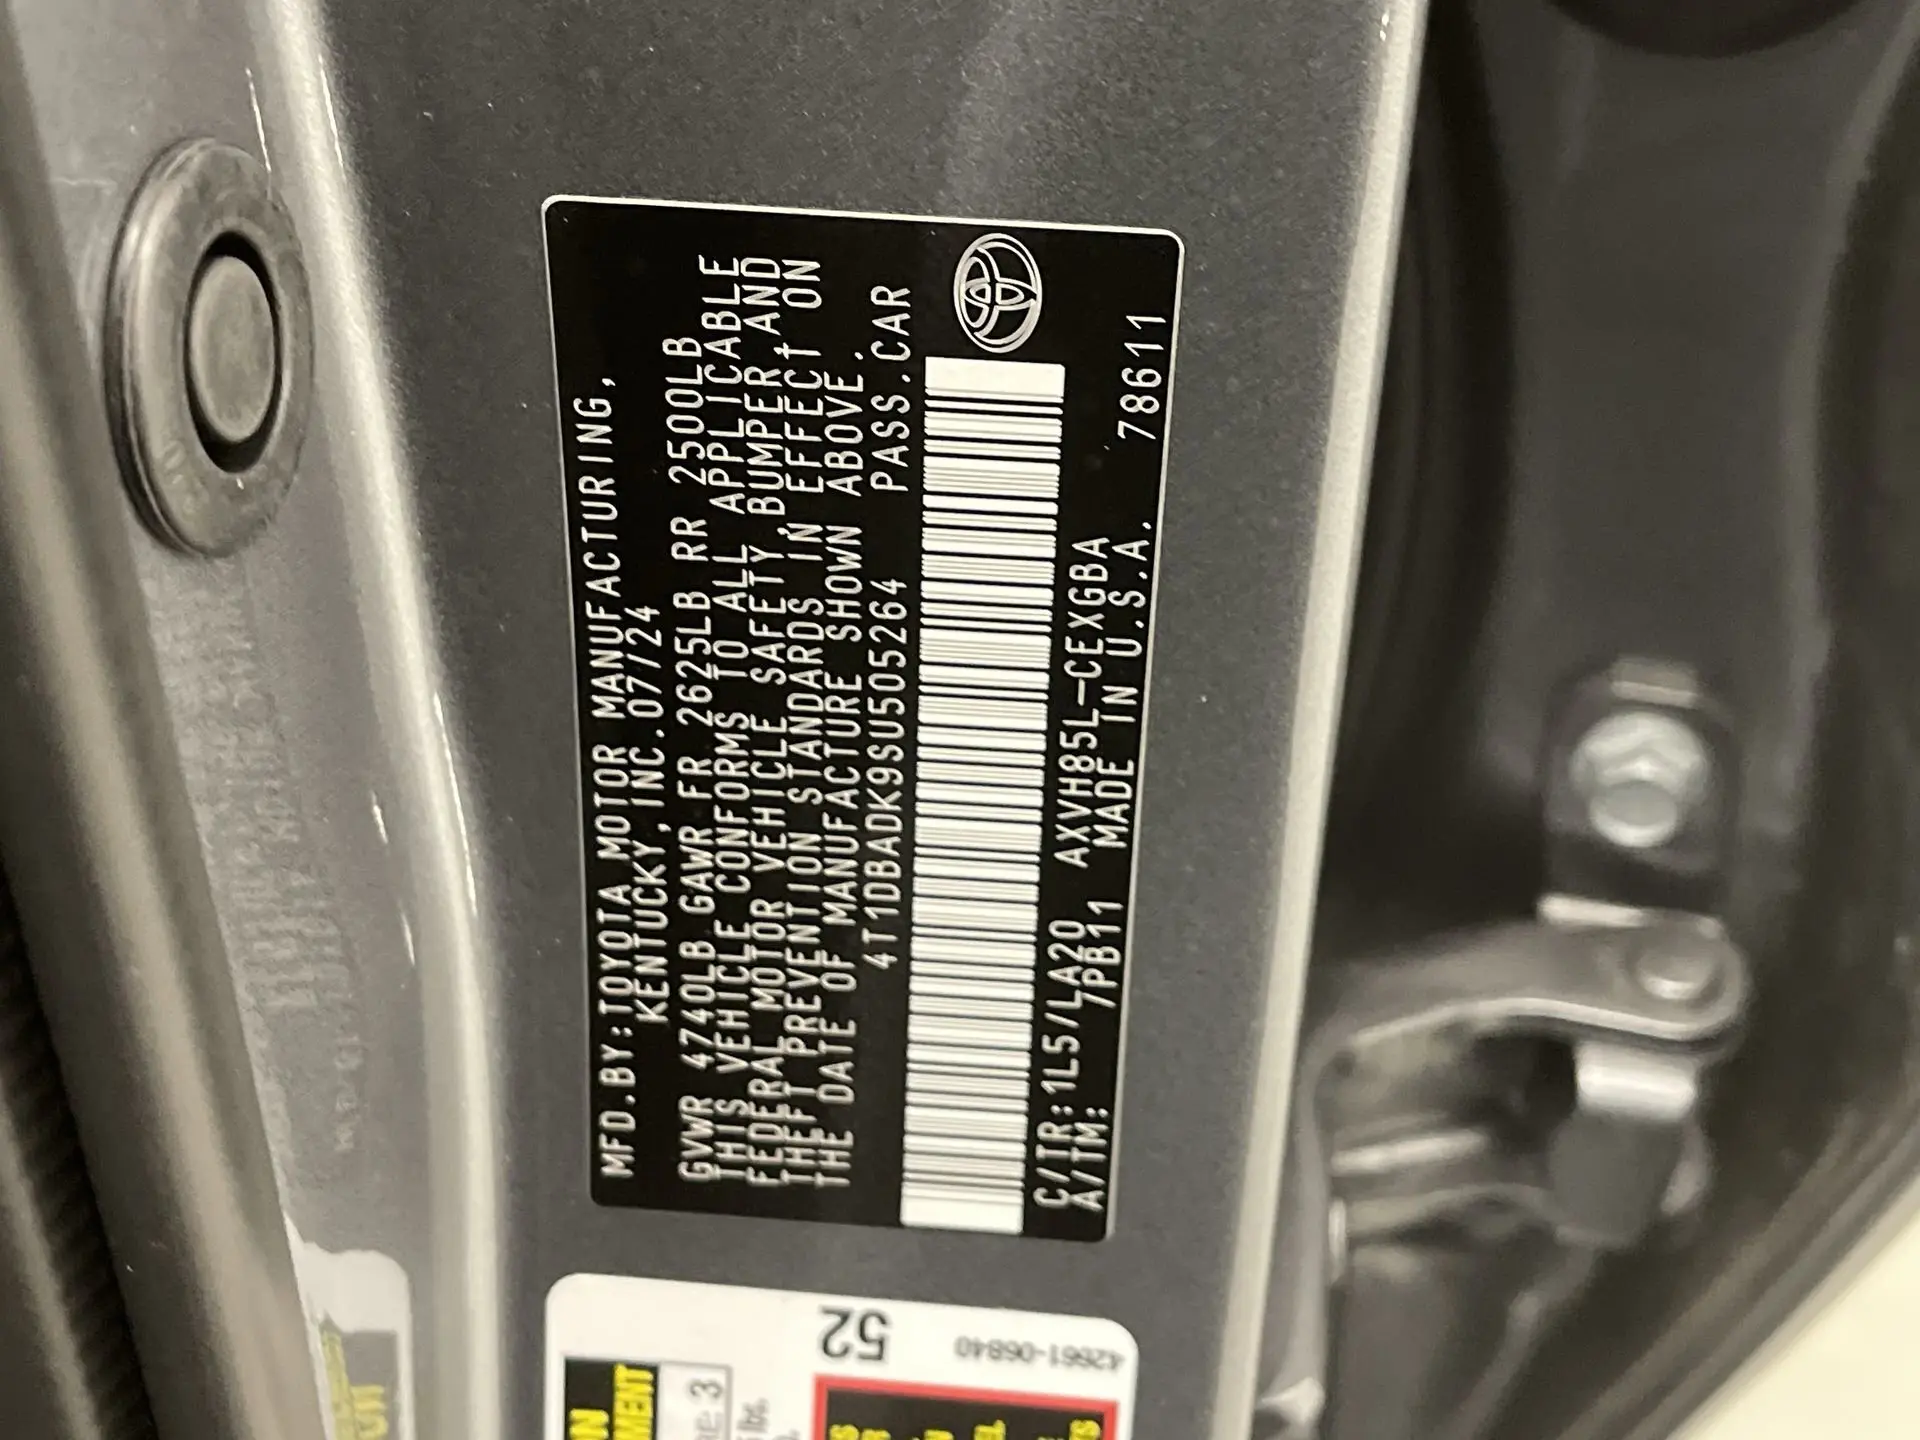 MFD.BY:TOYOTA MOTOR MANUFACTURING,
KENTUCKY,INC.07/24
GVWR 4740LB GAWR FR 2625LB RR 2500LB
THIS VEHICLE CONFORMS TO ALL APPLICABLE
FEDERAL MOTOR VEHICLE SAFETY,BUMPER,AND
THEFT PREVENTION STANDARDS IN EFFECT ON
THE DATE OF MANUFACTURE SHOWN ABOVE.
4T1DBADK9SU505264 PASS.CAR
C/TR:1L5/LA20 AXVH85L-CEXGBA
A/TM: 7PB11 MADE IN U.S.A. 78611
52
42661-06840